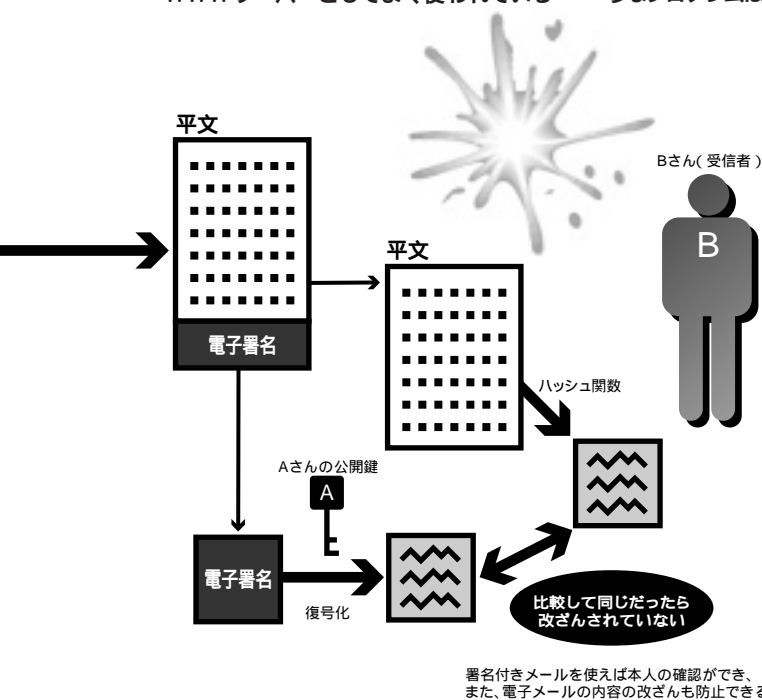 平文
Bさん(受信者)
B
平文
電子署名
ハッシュ関数
Aさんの公開鍵
A
電子署名
復号化
比較して同じだったら
改ざんされていない
署名付きメールを使えば本人の確認ができ、
また、電子メールの内容の改ざんも防止できる